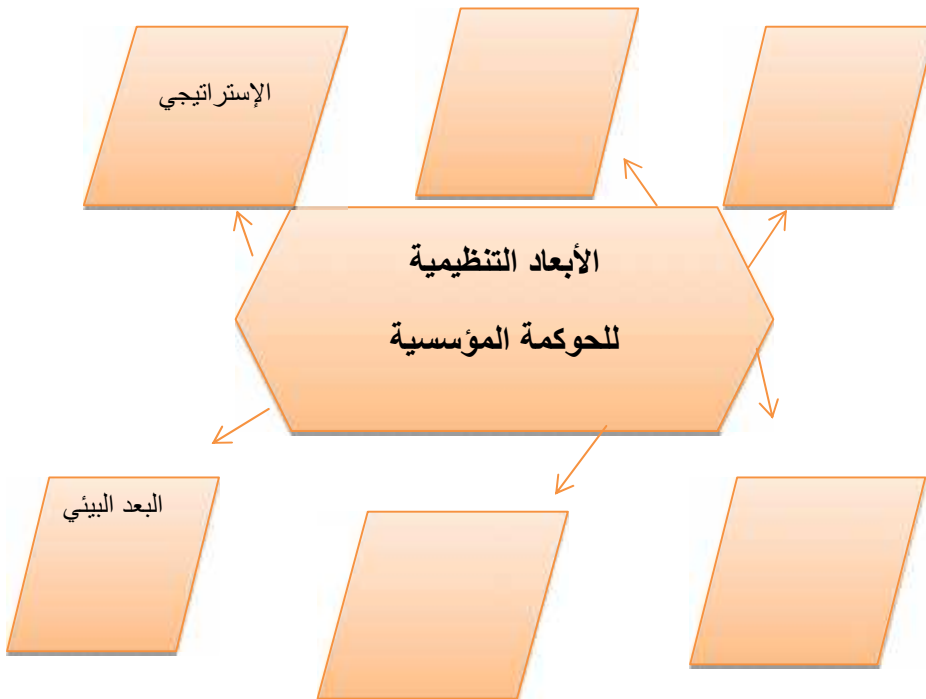 الإستراتيجي
الأبعاد التنظيمية
للحوكمة المؤسسية
البعد البيئي